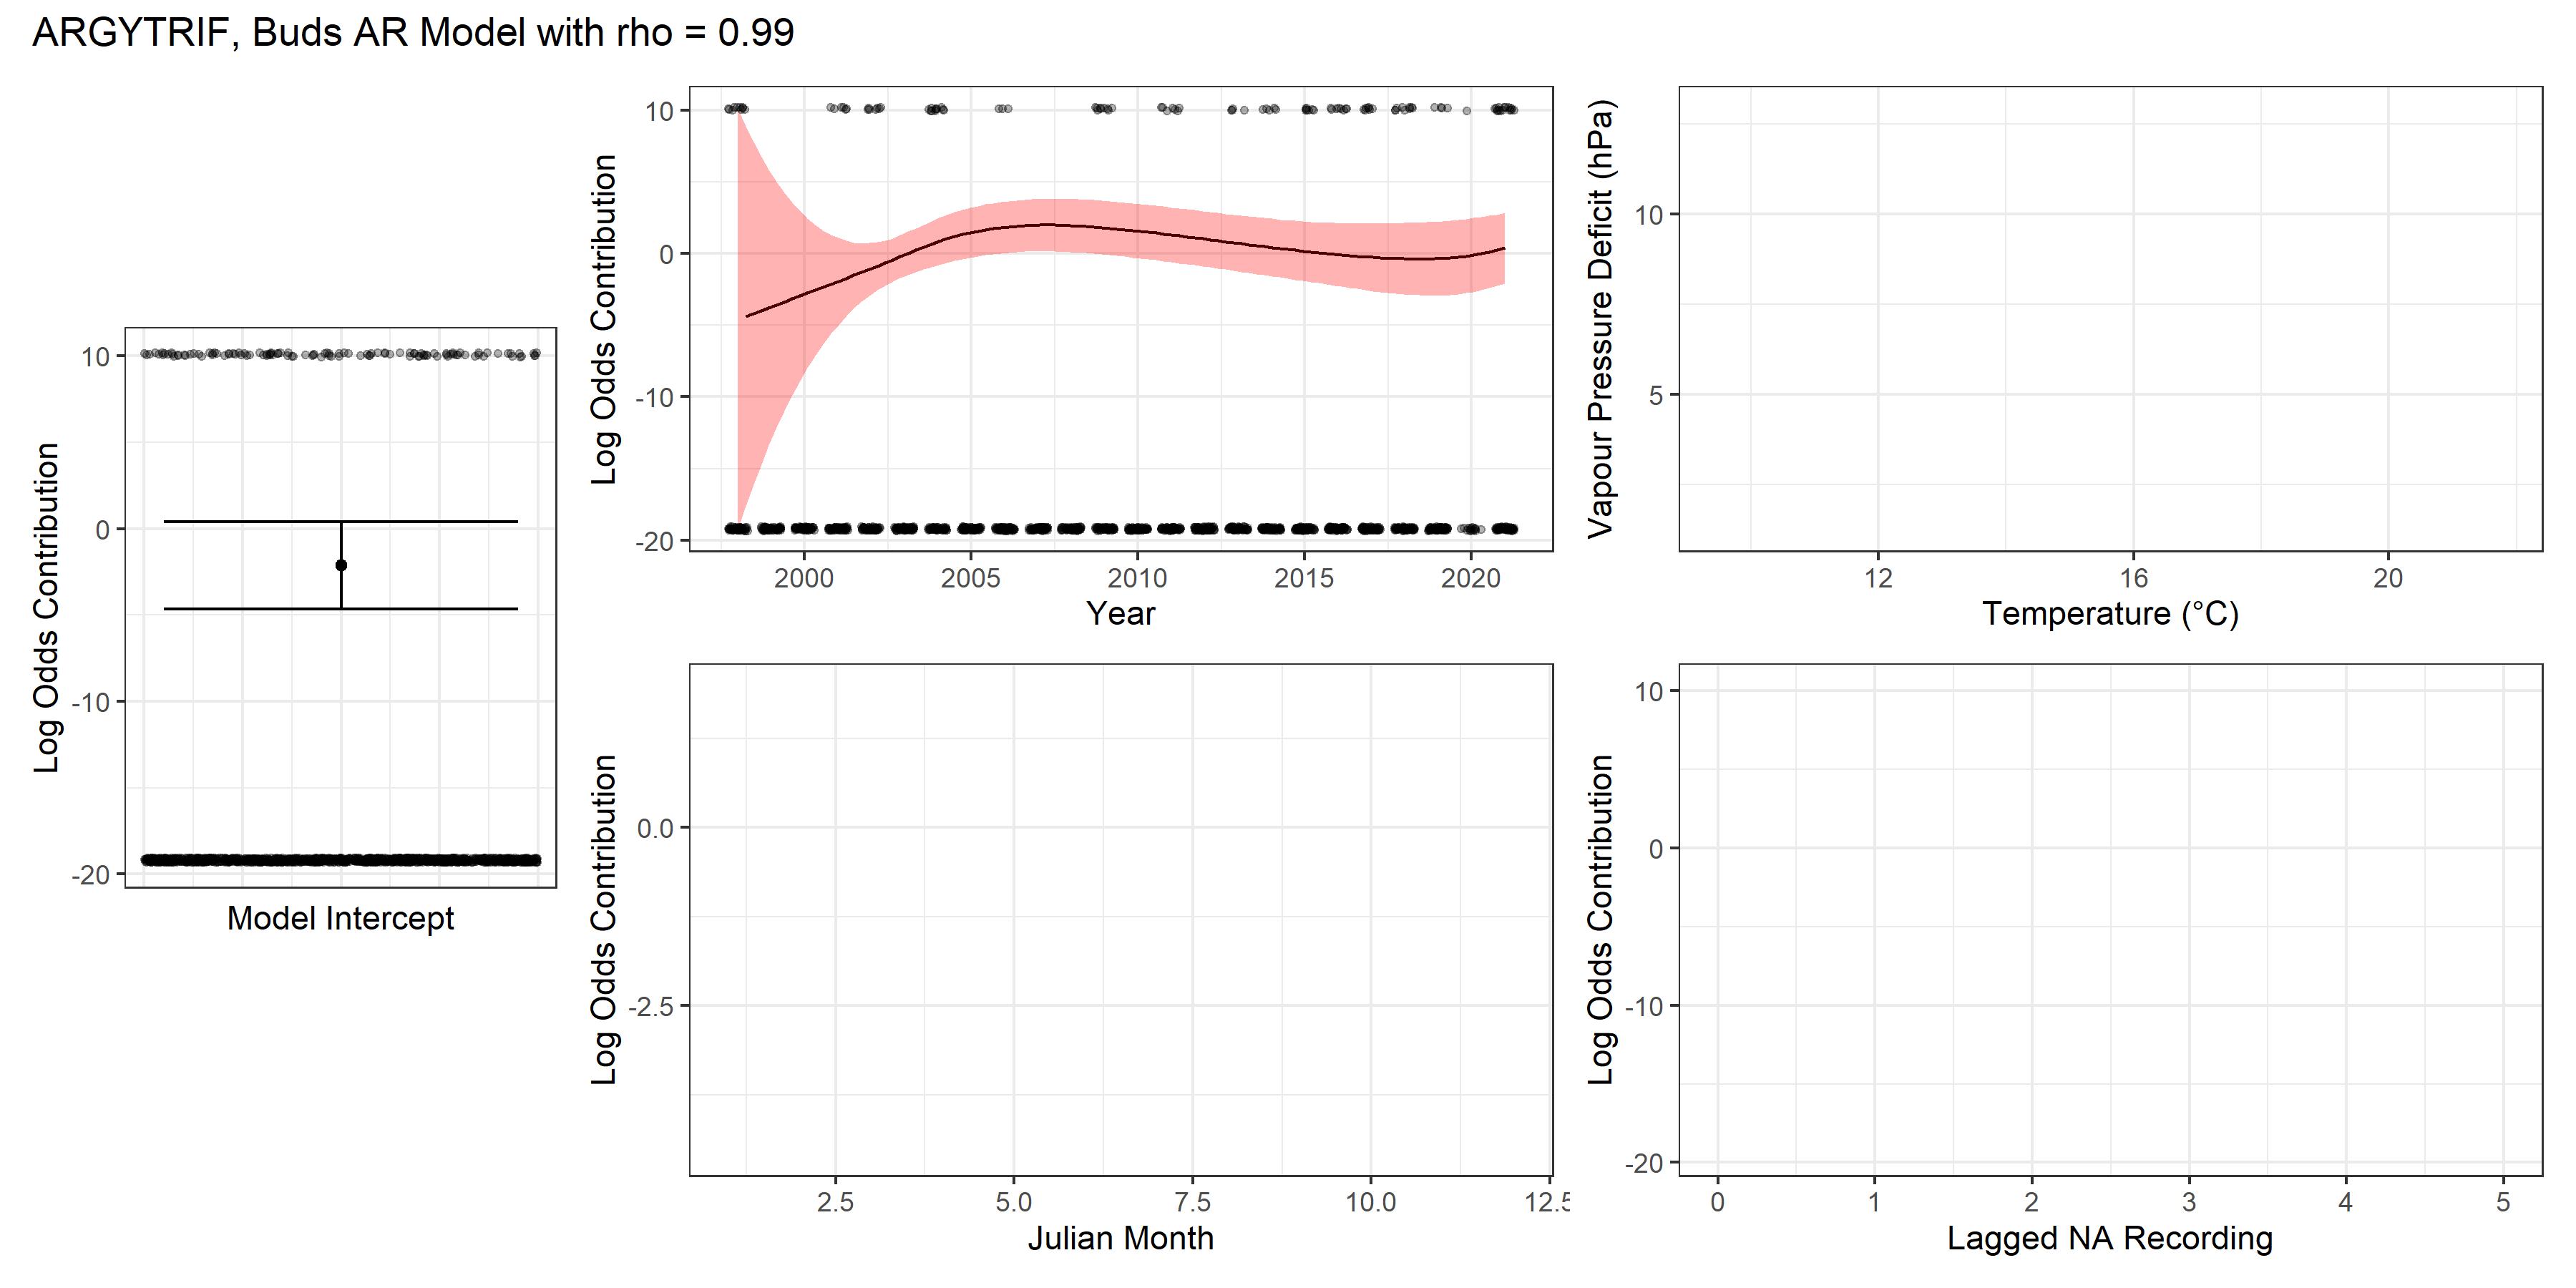 ARGYTRIF, Buds AR Model with rho = 0.99
Log Odds Contribution
10
0
-10
-20
Model Intercept
Log Odds Contribution
10
0
-10
-20
2000 2005 2010 2015 2020
Year
Vapour Pressure Deficit (hPa)
10
5
12 16 20
Temperature (°C)
Log Odds Contribution
0.0
-2.5
2.5 5.0 7.5 10.0 12.5
Julian Month
Log Odds Contribution
10
0
-10
-20
0 1 2 3 4 5
Lagged NA Recording